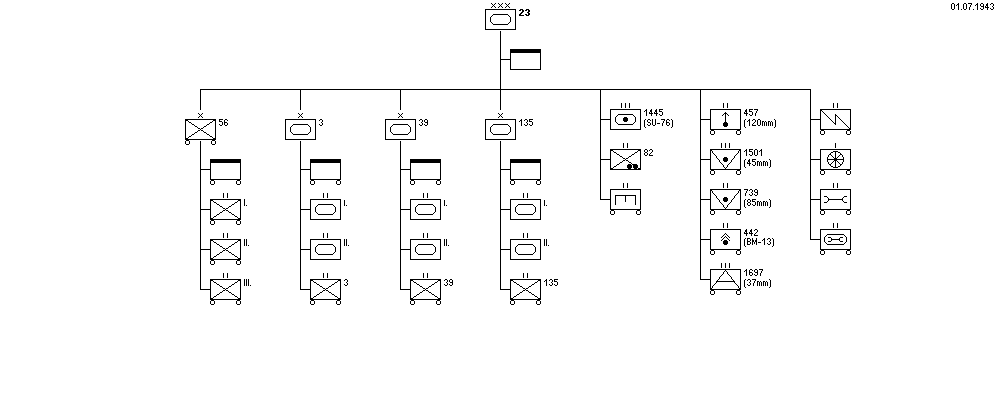 01.07.1943
XXX
23
X
56
X
3
X
39
X
135
III
1445
(SU-76)
II
457
(120mm)
II
II
82
III
1501
(45mm)
I
II
I.
II
I.
II
I.
II
I.
II
II
739
(85mm)
II
II
II.
II
II.
II
II.
II
II.
II
442
(BM-13)
II
II
III.
II
3
II
39
II
135
III
1697
(37mm)